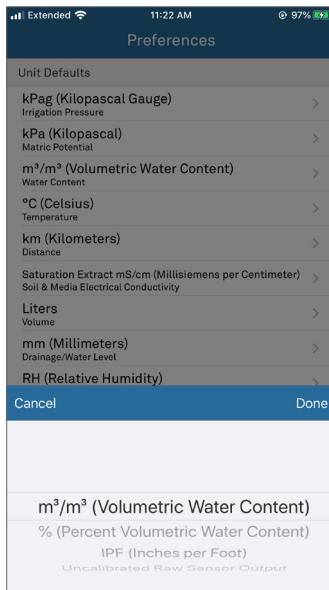 Extended 11:22 AM 97%
Preferences
Unit Defaults
kPag (Kilopascal Gauge)
Irrigation Pressure
kPa (Kilopascal)
Matric Potential
m³/m³ (Volumetric Water Content)
Water Content
°C (Celsius)
Temperature
km (Kilometers)
Distance
Saturation Extract mS/cm (Millisiemens per Centimeter)
Soil & Media Electrical Conductivity
Liters
Volume
mm (Millimeters)
Drainage/Water Level
RH (Relative Humidity)
Cancel Done
m³/m³ (Volumetric Water Content)
% (Percent Volumetric Water Content)
IPF (Inches per Foot)
Uncalibrated Raw Sensor Output